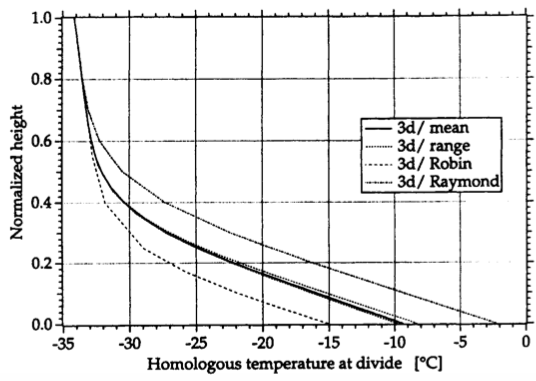 1.0
0.8
0.6
0.4
0.2
0.0
Normalized height
3d/ mean
3d/ range
3d/ Robin
3d/ Raymond
-35 -30 -25 -20 -15 -10 -5 0
Homologous temperature at divide [°C]